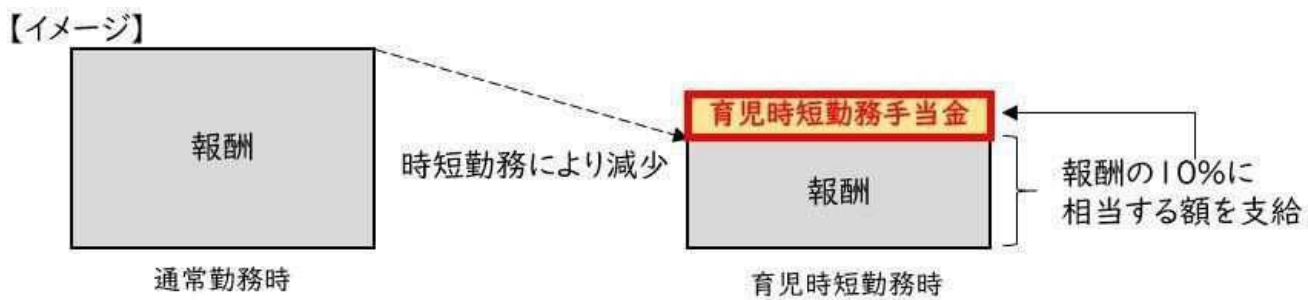 【イメージ】
報酬
時短勤務により減少
育児時短勤務手当金
報酬
報酬の10%に
相当する額を支給
通常勤務時
育児時短勤務時